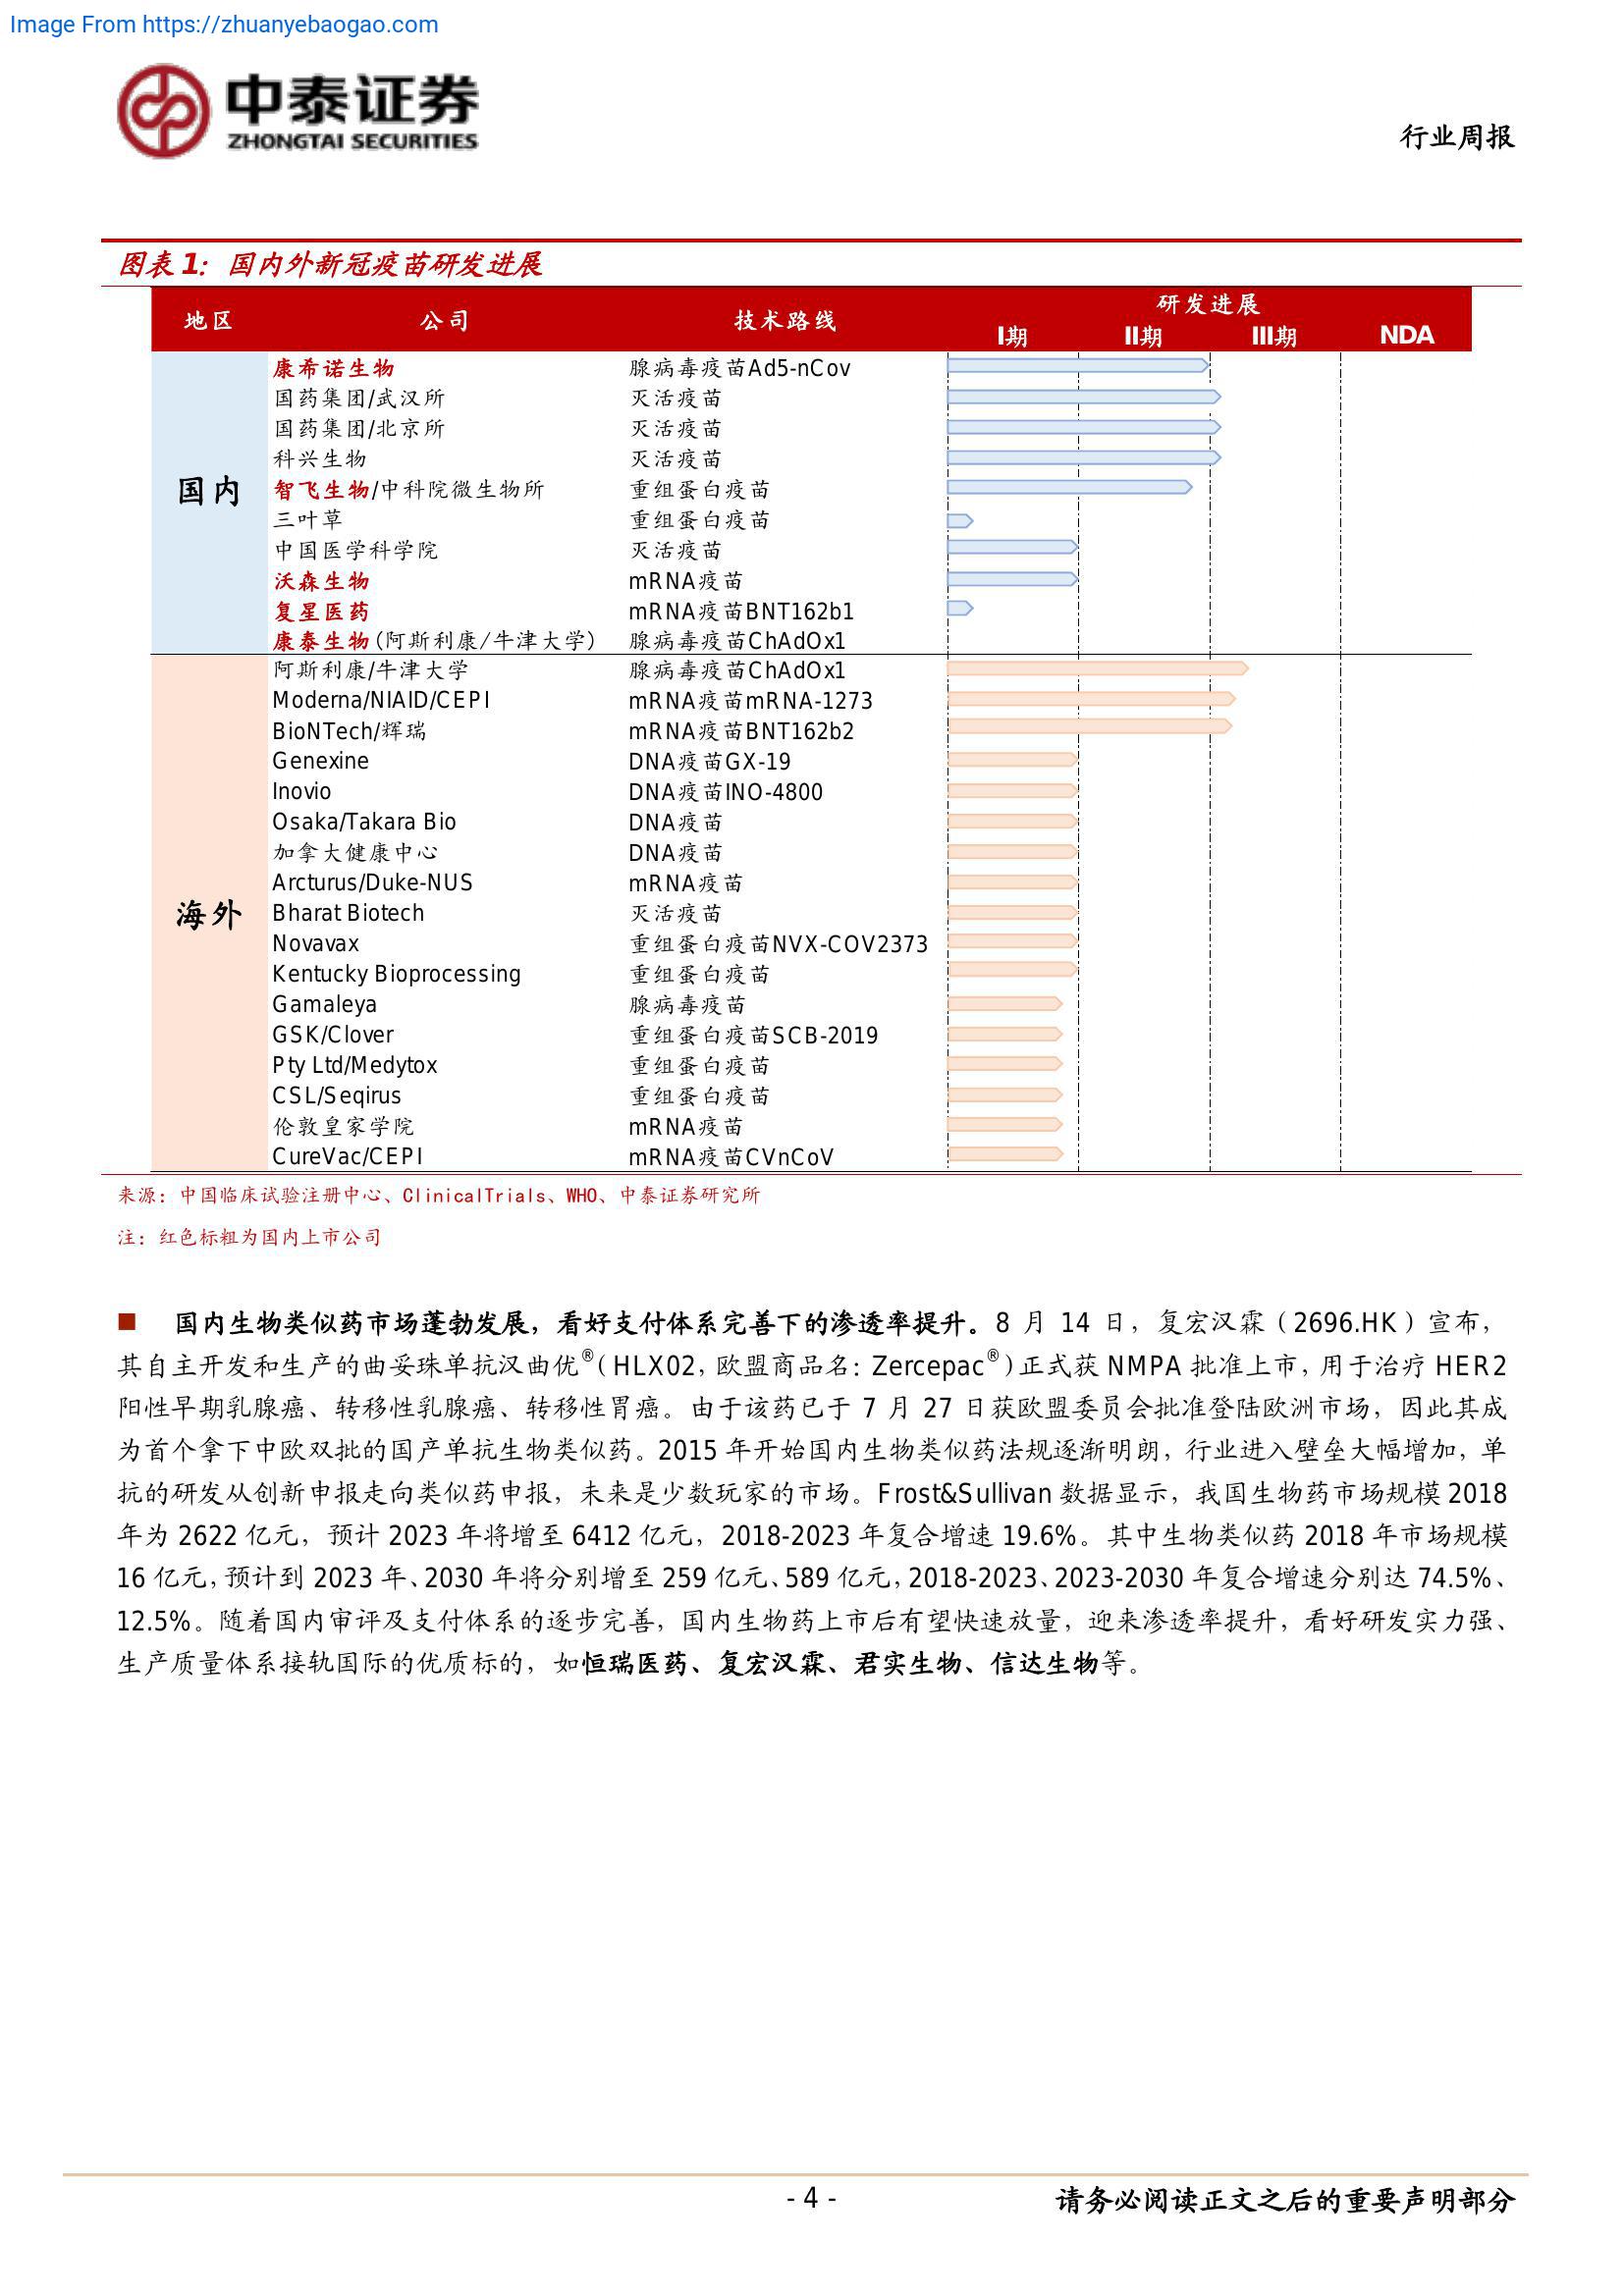 Image From https://zhuanyebaogao.com
中泰证券
ZHONGTAI SECURITIES
行业周报
图表1：国内外新冠疫苗研发进展
地区 公司 技术路线 研发进展
I期 II期 III期 NDA
国内
康希诺生物 腺病毒疫苗Ad5-nCov
国药集团/武汉所 灭活疫苗
国药集团/北京所 灭活疫苗
科兴生物 灭活疫苗
智飞生物/中科院微生物所 重组蛋白疫苗
三叶草 重组蛋白疫苗
中国医学科学院 灭活疫苗
沃森生物 mRNA疫苗
复星医药 mRNA疫苗BNT162b1
康泰生物(阿斯利康/牛津大学) 腺病毒疫苗ChAdOx1
海外
阿斯利康/牛津大学 腺病毒疫苗ChAdOx1
Moderna/NIAID/CEPI mRNA疫苗mRNA-1273
BioNTech/辉瑞 mRNA疫苗BNT162b2
Genexine DNA疫苗GX-19
Inovio DNA疫苗INO-4800
Osaka/Takara Bio DNA疫苗
加拿大健康中心 DNA疫苗
Arcturus/Duke-NUS mRNA疫苗
Bharat Biotech 灭活疫苗
Novavax 重组蛋白疫苗NVX-COV2373
Kentucky Bioprocessing 重组蛋白疫苗
Gamaleya 腺病毒疫苗
GSK/Clover 重组蛋白疫苗SCB-2019
Pty Ltd/Medytox 重组蛋白疫苗
CSL/Seqirus 重组蛋白疫苗
伦敦皇家学院 mRNA疫苗
CureVac/CEPI mRNA疫苗CVnCoV
来源：中国临床试验注册中心、ClinicalTrials、WHO、中泰证券研究所
注：红色标粗为国内上市公司
■ 国内生物类似药市场蓬勃发展，看好支付体系完善下的渗透率提升。8 月 14 日，复宏汉霖（2696.HK）宣布，
其自主开发和生产的曲妥珠单抗汉曲优®（HLX02，欧盟商品名：Zercepac®）正式获 NMPA 批准上市，用于治疗 HER2
阳性早期乳腺癌、转移性乳腺癌、转移性胃癌。由于该药已于 7 月 27 日获欧盟委员会批准登陆欧洲市场，因此其成
为首个拿下中欧双批的国产单抗生物类似药。2015 年开始国内生物类似药法规逐渐明朗，行业进入壁垒大幅增加，单
抗的研发从创新申报走向类似药申报，未来是少数玩家的市场。Frost&Sullivan 数据显示，我国生物药市场规模 2018
年为 2622 亿元，预计 2023 年将增至 6412 亿元，2018-2023 年复合增速 19.6%。其中生物类似药 2018 年市场规模
16 亿元，预计到 2023 年、2030 年将分别增至 259 亿元、589 亿元，2018-2023、2023-2030 年复合增速分别达 74.5%、
12.5%。随着国内审评及支付体系的逐步完善，国内生物药上市后有望快速放量，迎来渗透率提升，看好研发实力强、
生产质量体系接轨国际的优质标的，如恒瑞医药、复宏汉霖、君实生物、信达生物等。
- 4 -
请务必阅读正文之后的重要声明部分